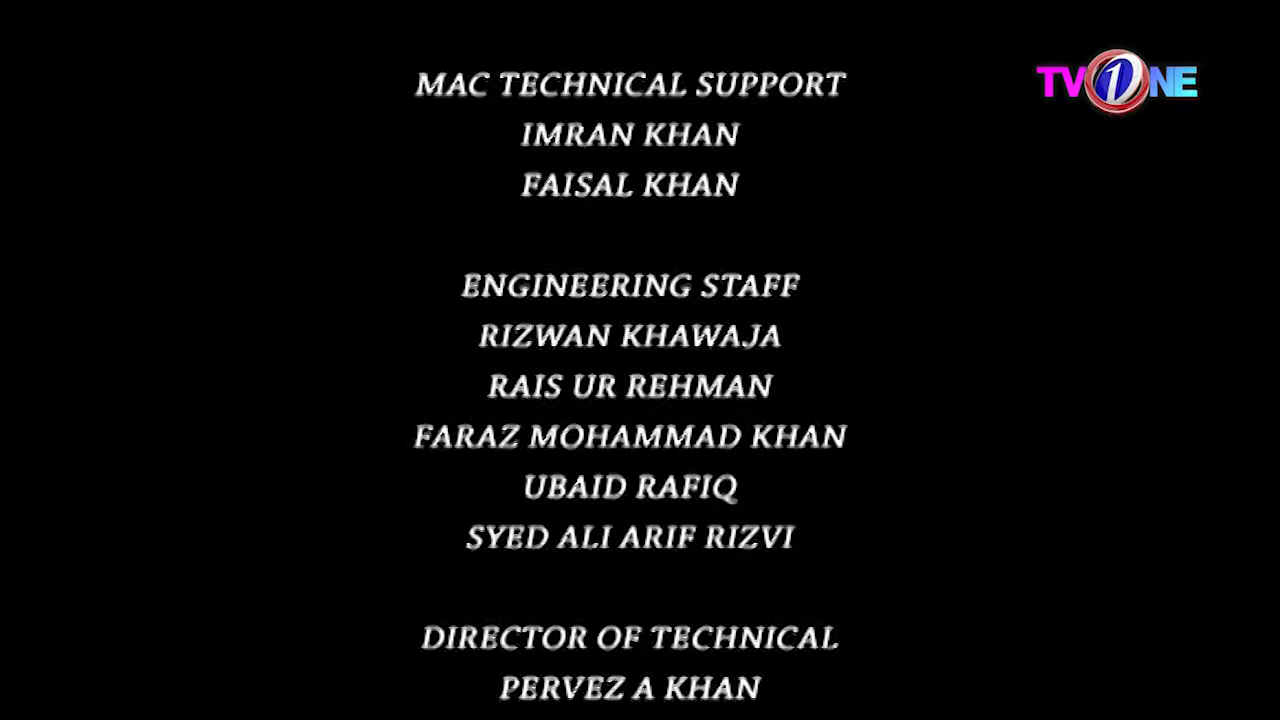 MAC TECHNICAL SUPPORT
TV ONE
IMRAN KHAN
FAISAL KHAN
ENGINEERING STAFF
RIZWAN KHAWAJA
RAIS UR REHMAN
FARAZ MOHAMMAD KHAN
UBAID RAFIQ
SYED ALI ARIF RIZVI
DIRECTOR OF TECHNICAL
PERVEZ A KHAN